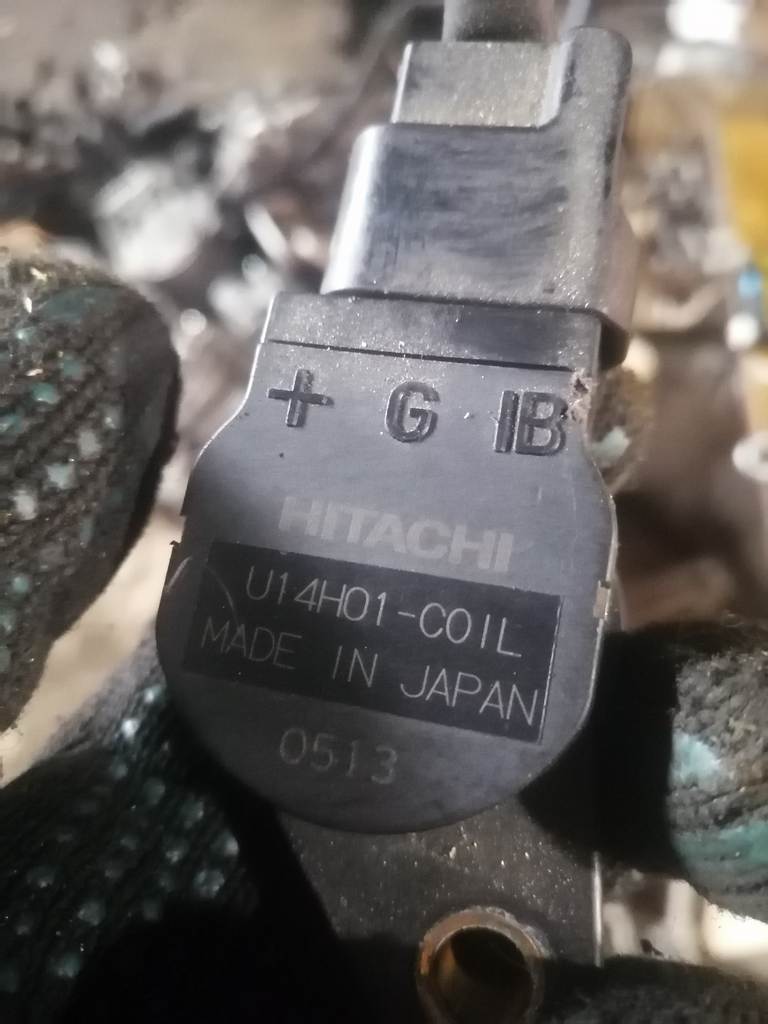 + G IB
HITACHI
U14H01-COIL
MADE IN JAPAN
0513